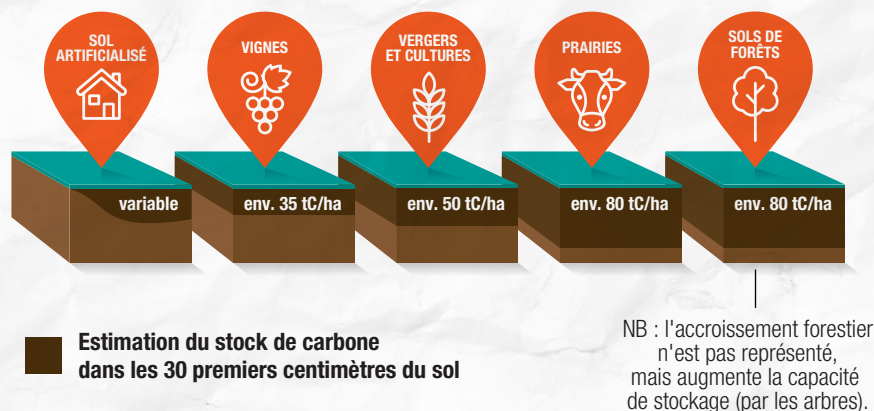 SOL
ARTIFICIALISÉ
VIGNES
VERGERS
ET CULTURES
PRAIRIES
SOLS DE
FORÊTS
variable
env. 35 tC/ha
env. 50 tC/ha
env. 80 tC/ha
env. 80 tC/ha
Estimation du stock de carbone
dans les 30 premiers centimètres du sol
NB : l'accroissement forestier
n'est pas représenté,
mais augmente la capacité
de stockage (par les arbres).